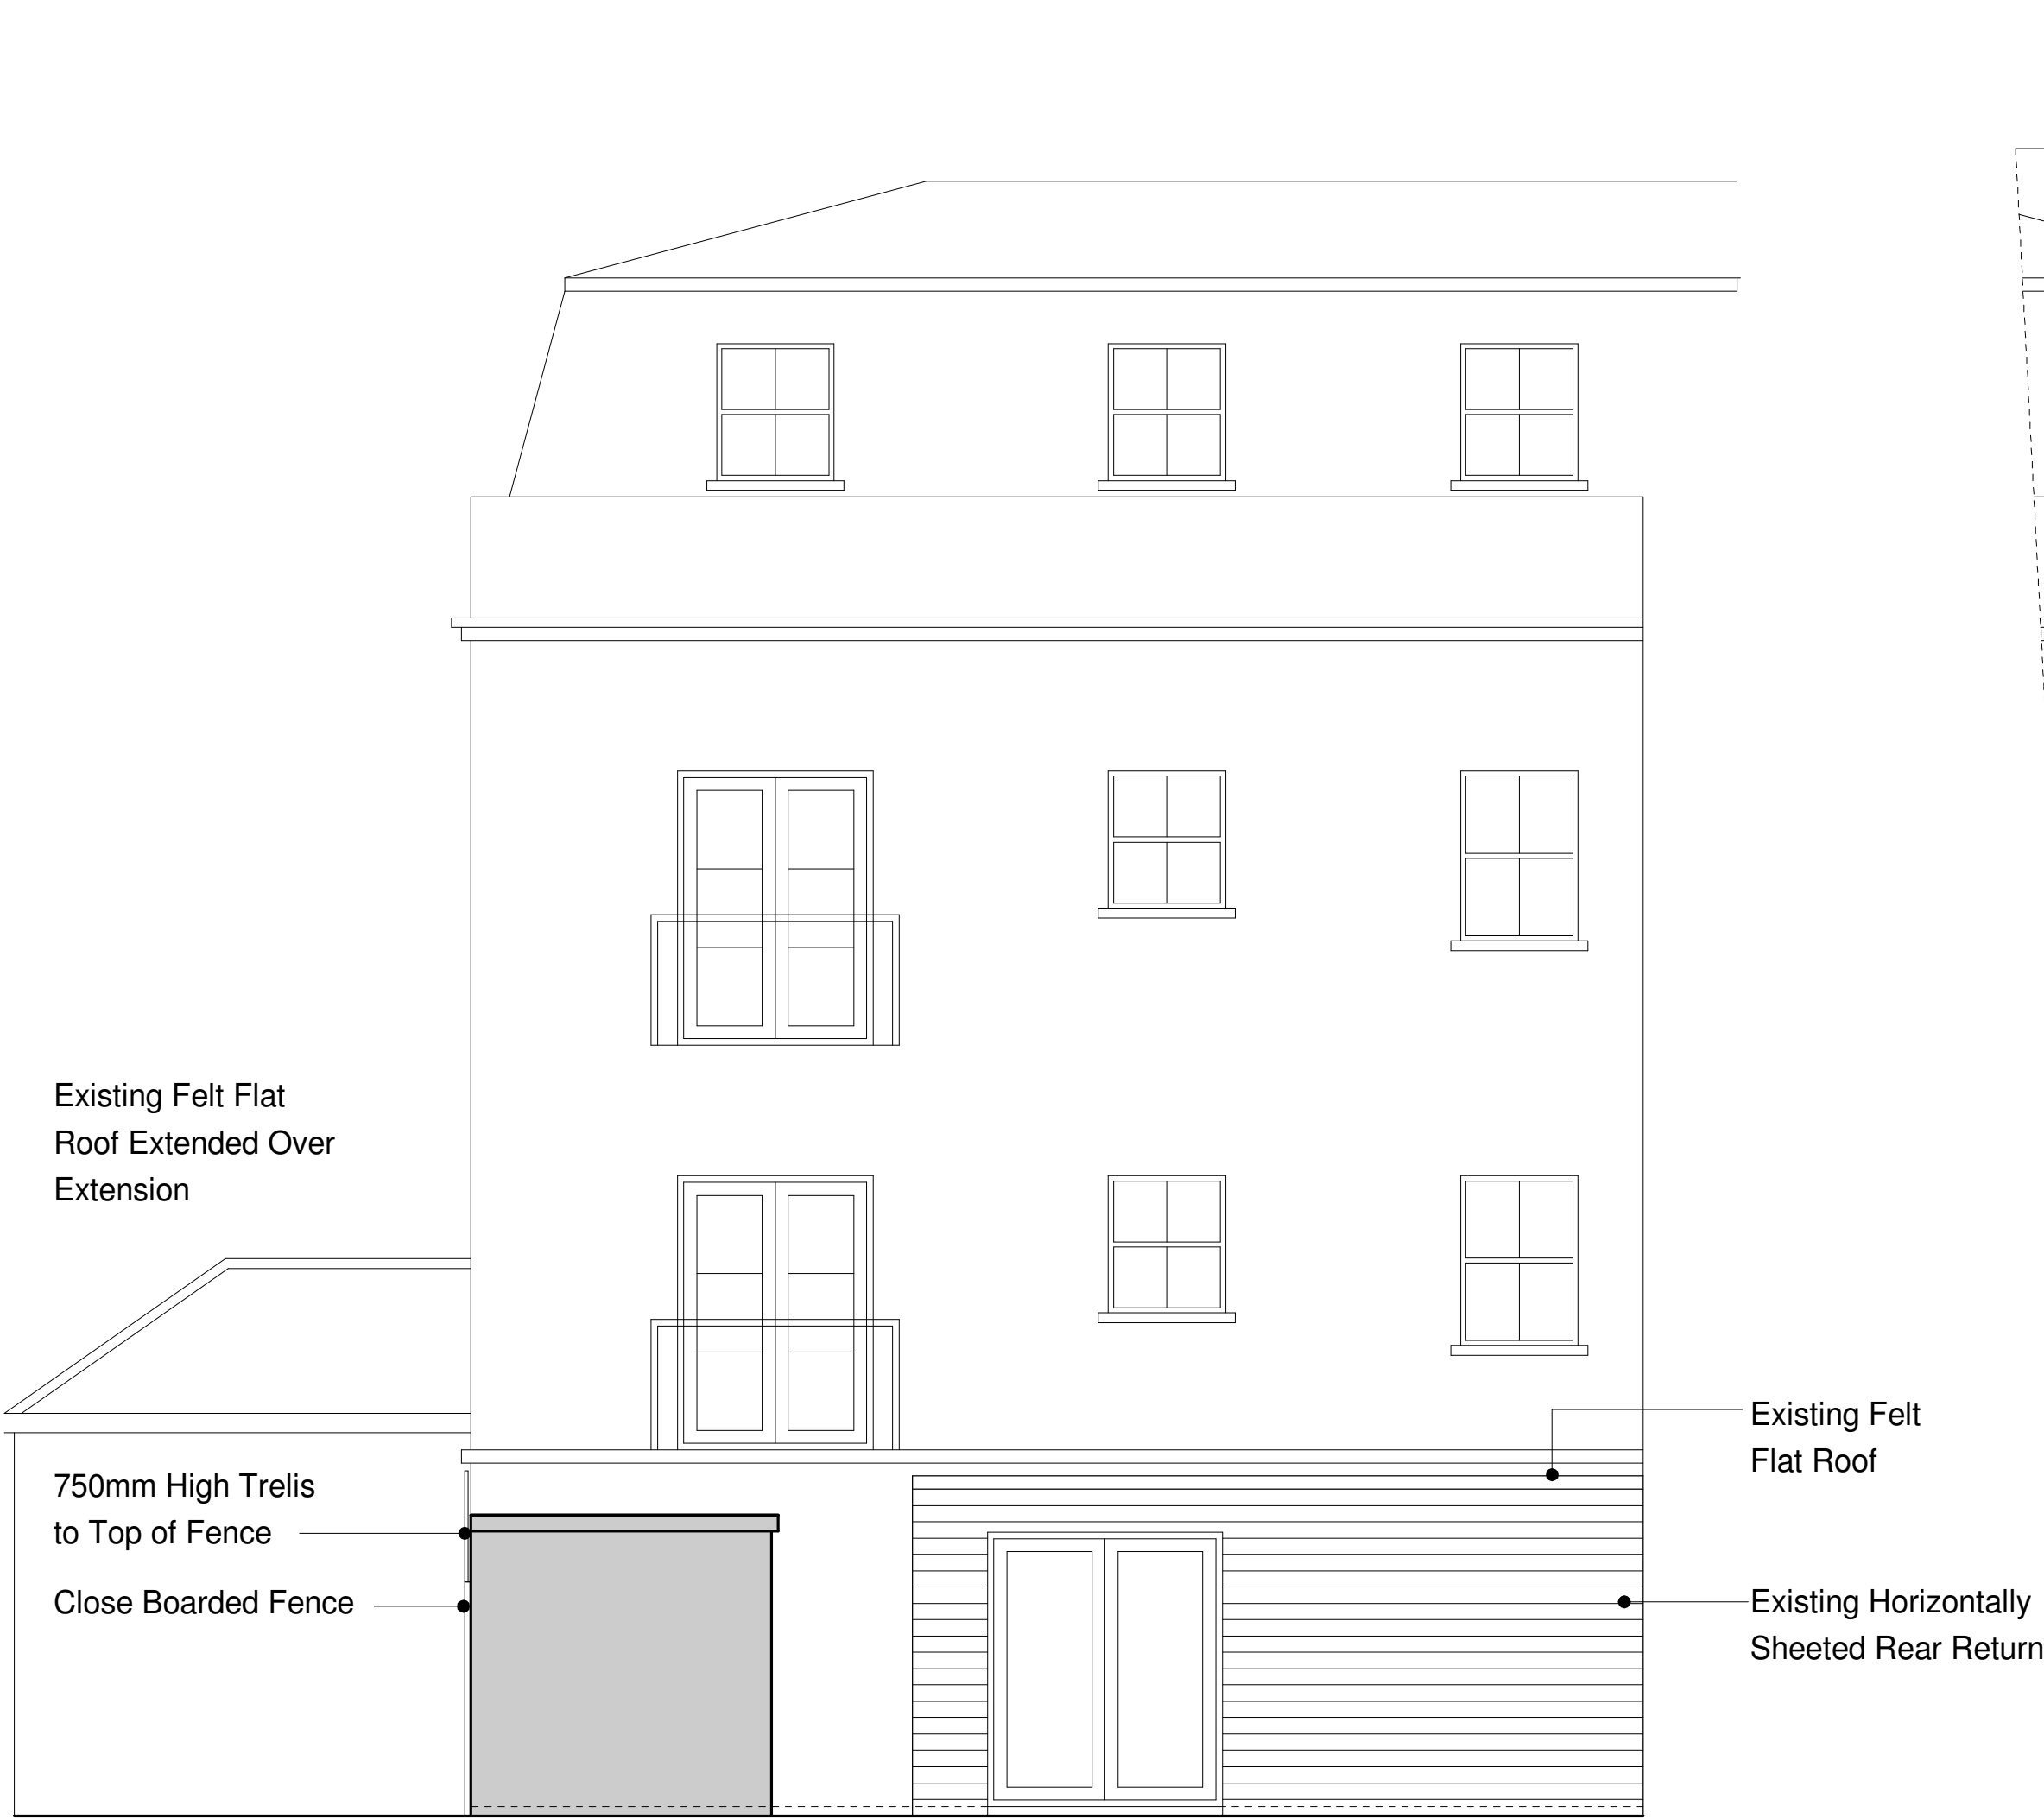 Existing Felt Flat
Roof Extended Over
Extension
750mm High Trelis
to Top of Fence
Close Boarded Fence
Existing Felt
Flat Roof
Existing Horizontally
Sheeted Rear Return